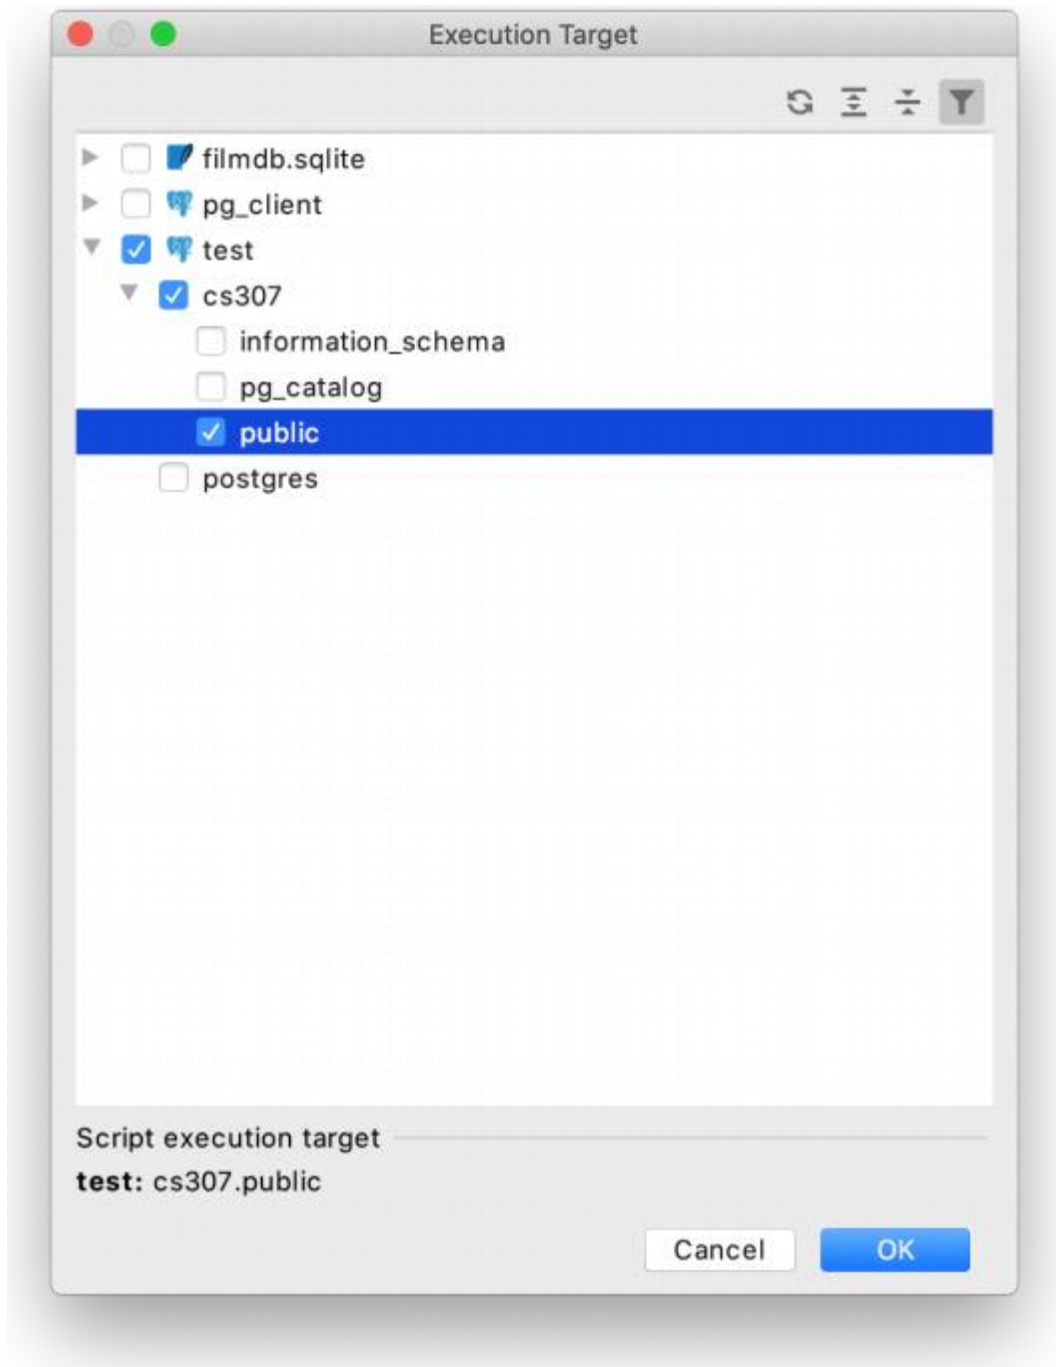 Execution Target
filmdb.sqlite
pg_client
test
cs307
information_schema
pg_catalog
public
postgres
Script execution target
test: cs307.public
Cancel OK